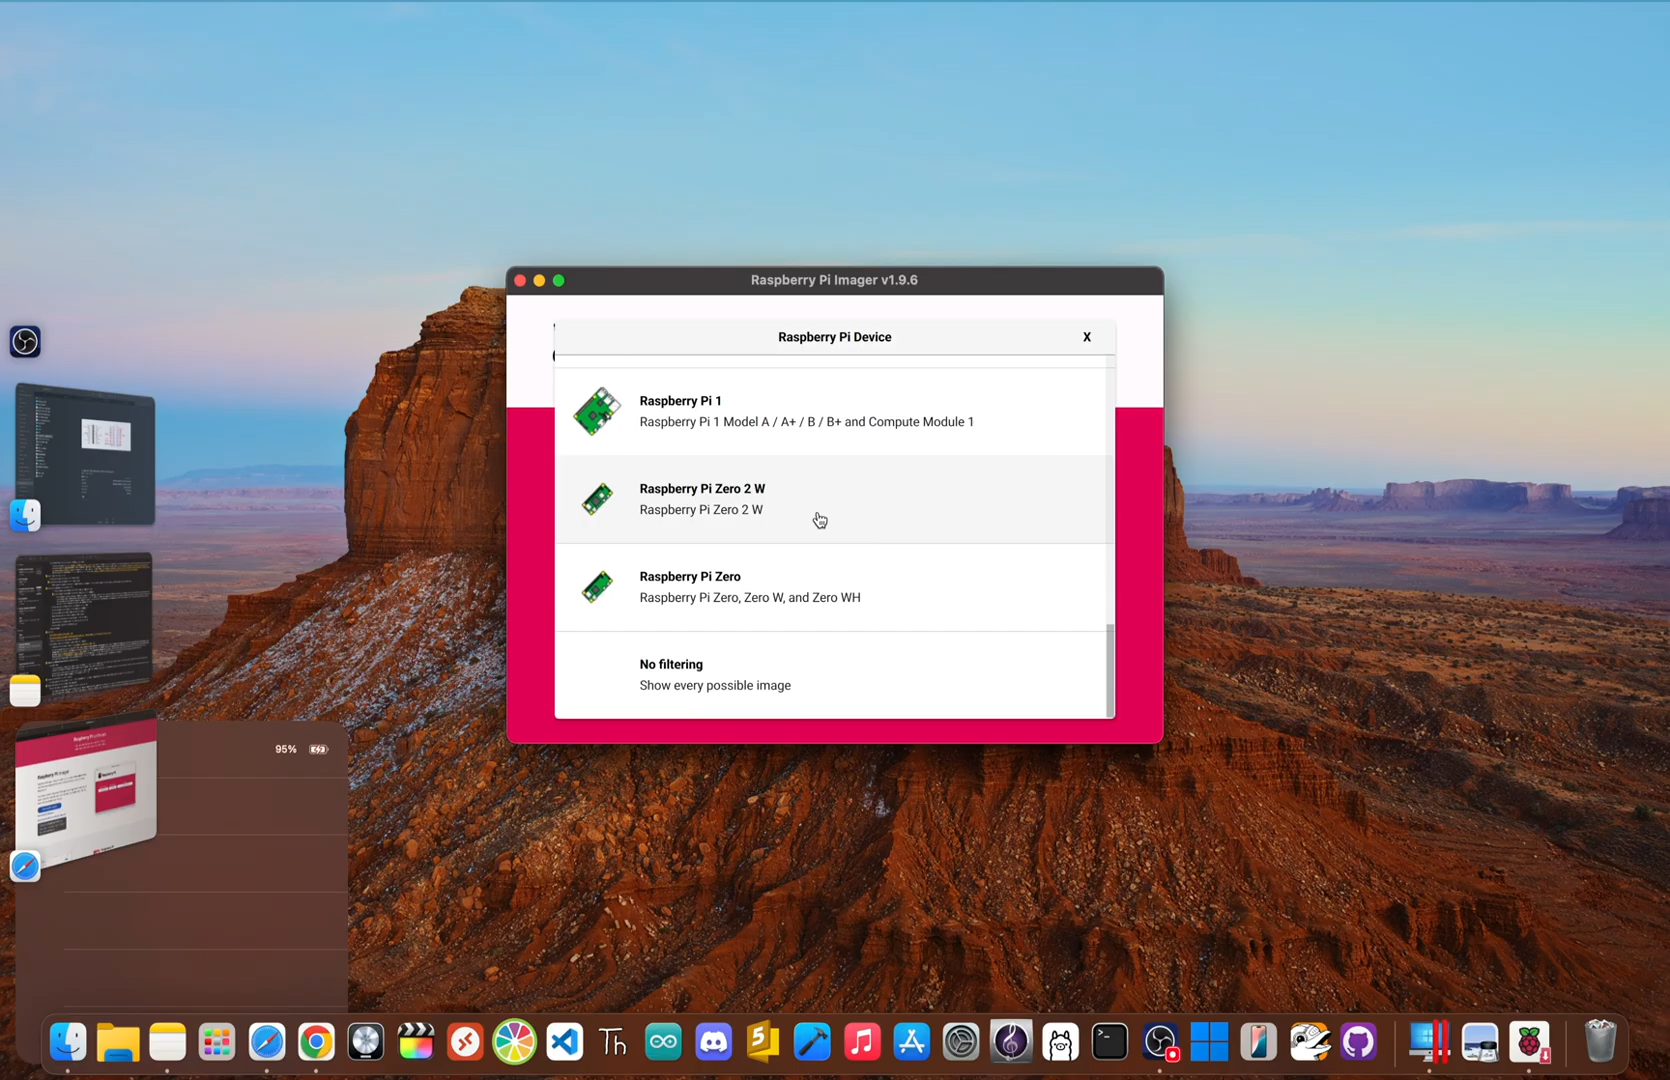 Raspberry Pi Imager v1.9.6
Raspberry Pi Device
X
Raspberry Pi 1
Raspberry Pi 1 Model A / A+ / B / B+ and Compute Module 1
Raspberry Pi Zero 2 W
Raspberry Pi Zero 2 W
Raspberry Pi Zero
Raspberry Pi Zero, Zero W, and Zero WH
No filtering
Show every possible image
95%
Th
5